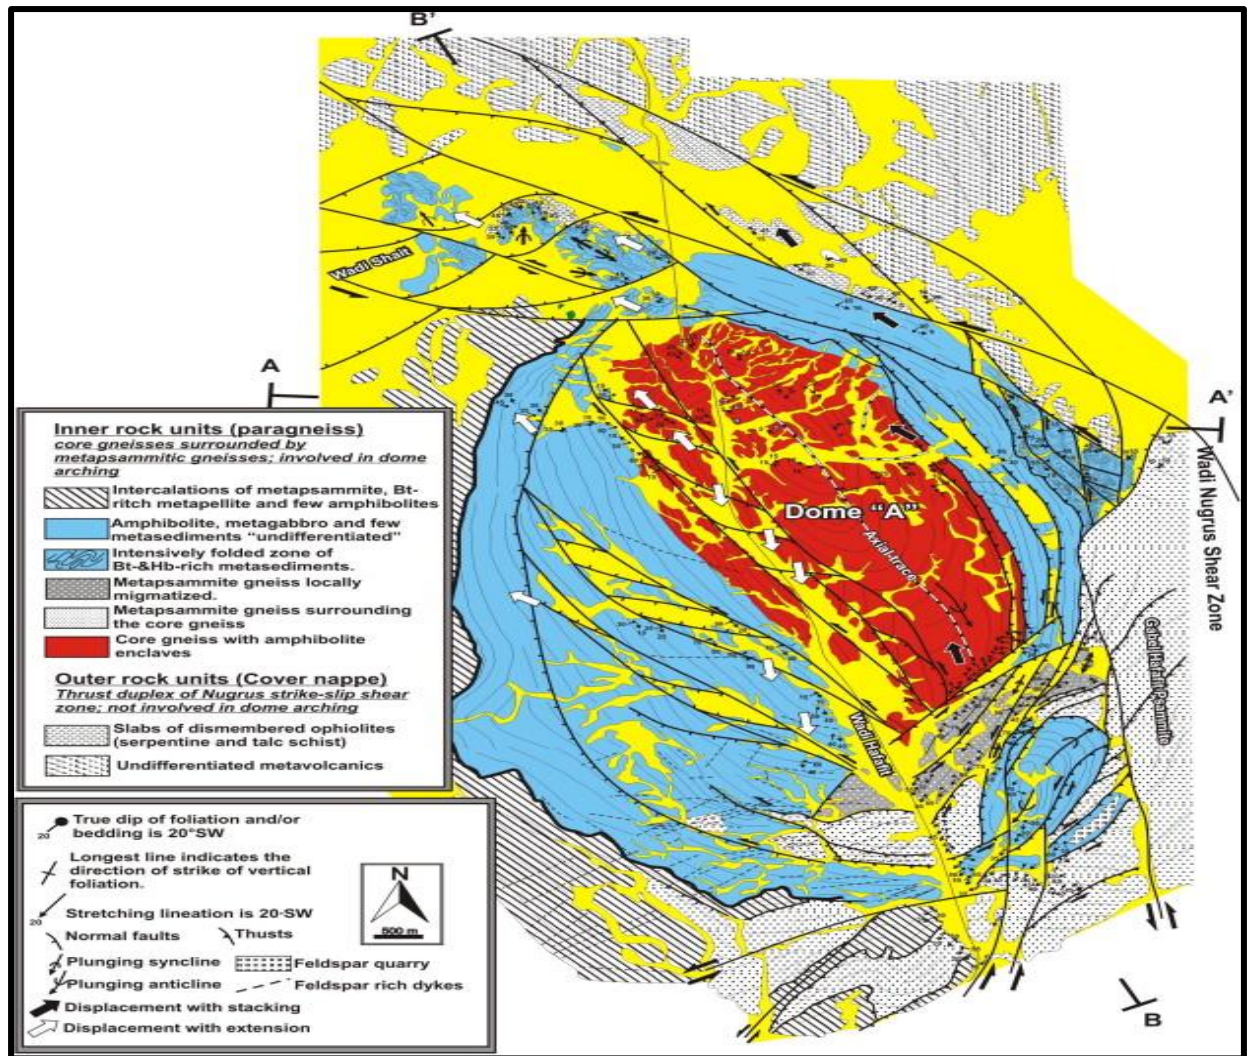 B'
Wadi Shait
A
A'
Wadi Nugrus Shear Zone
Dome "A"
Axial-trace
Gabel Hafafit Psammite
Wadi Hafafit
B
Inner rock units (paragneiss)
core gneisses surrounded by
metapsammitic gneisses; involved in dome
arching
Intercalations of metapsammite, Bt-
ritch metapellite and few amphibolites
Amphibolite, metagabbro and few
metasediments "undifferentiated"
Intensively folded zone of
Bt-&Hb-rich metasediments.
Metapsammite gneiss locally
migmatized.
Metapsammite gneiss surrounding
the core gneiss
Core gneiss with amphibolite
enclaves
Outer rock units (Cover nappe)
Thrust duplex of Nugrus strike-slip shear
zone; not involved in dome arching
Slabs of dismembered ophiolites
(serpentine and talc schist)
Undifferentiated metavolcanics
20
True dip of foliation and/or
bedding is 20°SW
Longest line indicates the
direction of strike of vertical
foliation.
20
Stretching lineation is 20·SW
Normal faults
Thusts
Plunging syncline
Feldspar quarry
Plunging anticline
Feldspar rich dykes
Displacement with stacking
Displacement with extension
N
500 m